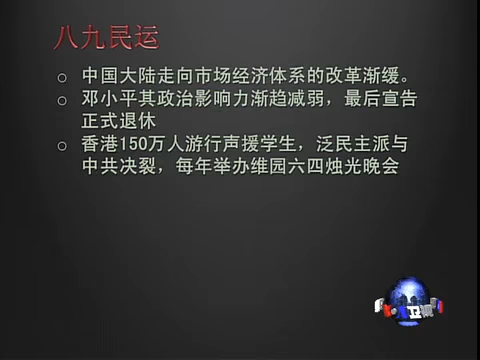 八九民运
○ 中国大陆走向市场经济体系的改革渐缓。
○ 邓小平其政治影响力渐趋减弱，最后宣告
正式退休
○ 香港150万人游行声援学生，泛民主派与
中共决裂，每年举办维园六四烛光晚会
卫视